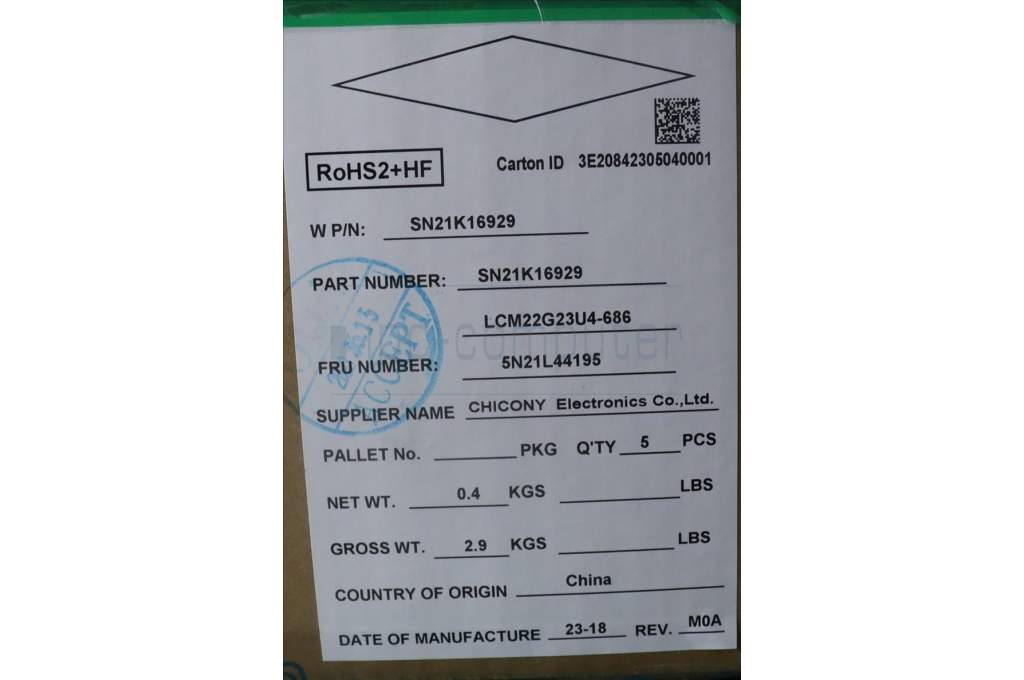 RoHS2+HF
Carton ID 3E20842305040001
W P/N: SN21K16929
PART NUMBER: SN21K16929
LCM22G23U4-686
FRU NUMBER: 5N21L44195
SUPPLIER NAME CHICONY Electronics Co.,Ltd.
PALLET No. PKG Q'TY 5 PCS
NET WT. 0.4 KGS LBS
GROSS WT. 2.9 KGS LBS
COUNTRY OF ORIGIN China
DATE OF MANUFACTURE 23-18 REV. M0A
ACCEPT